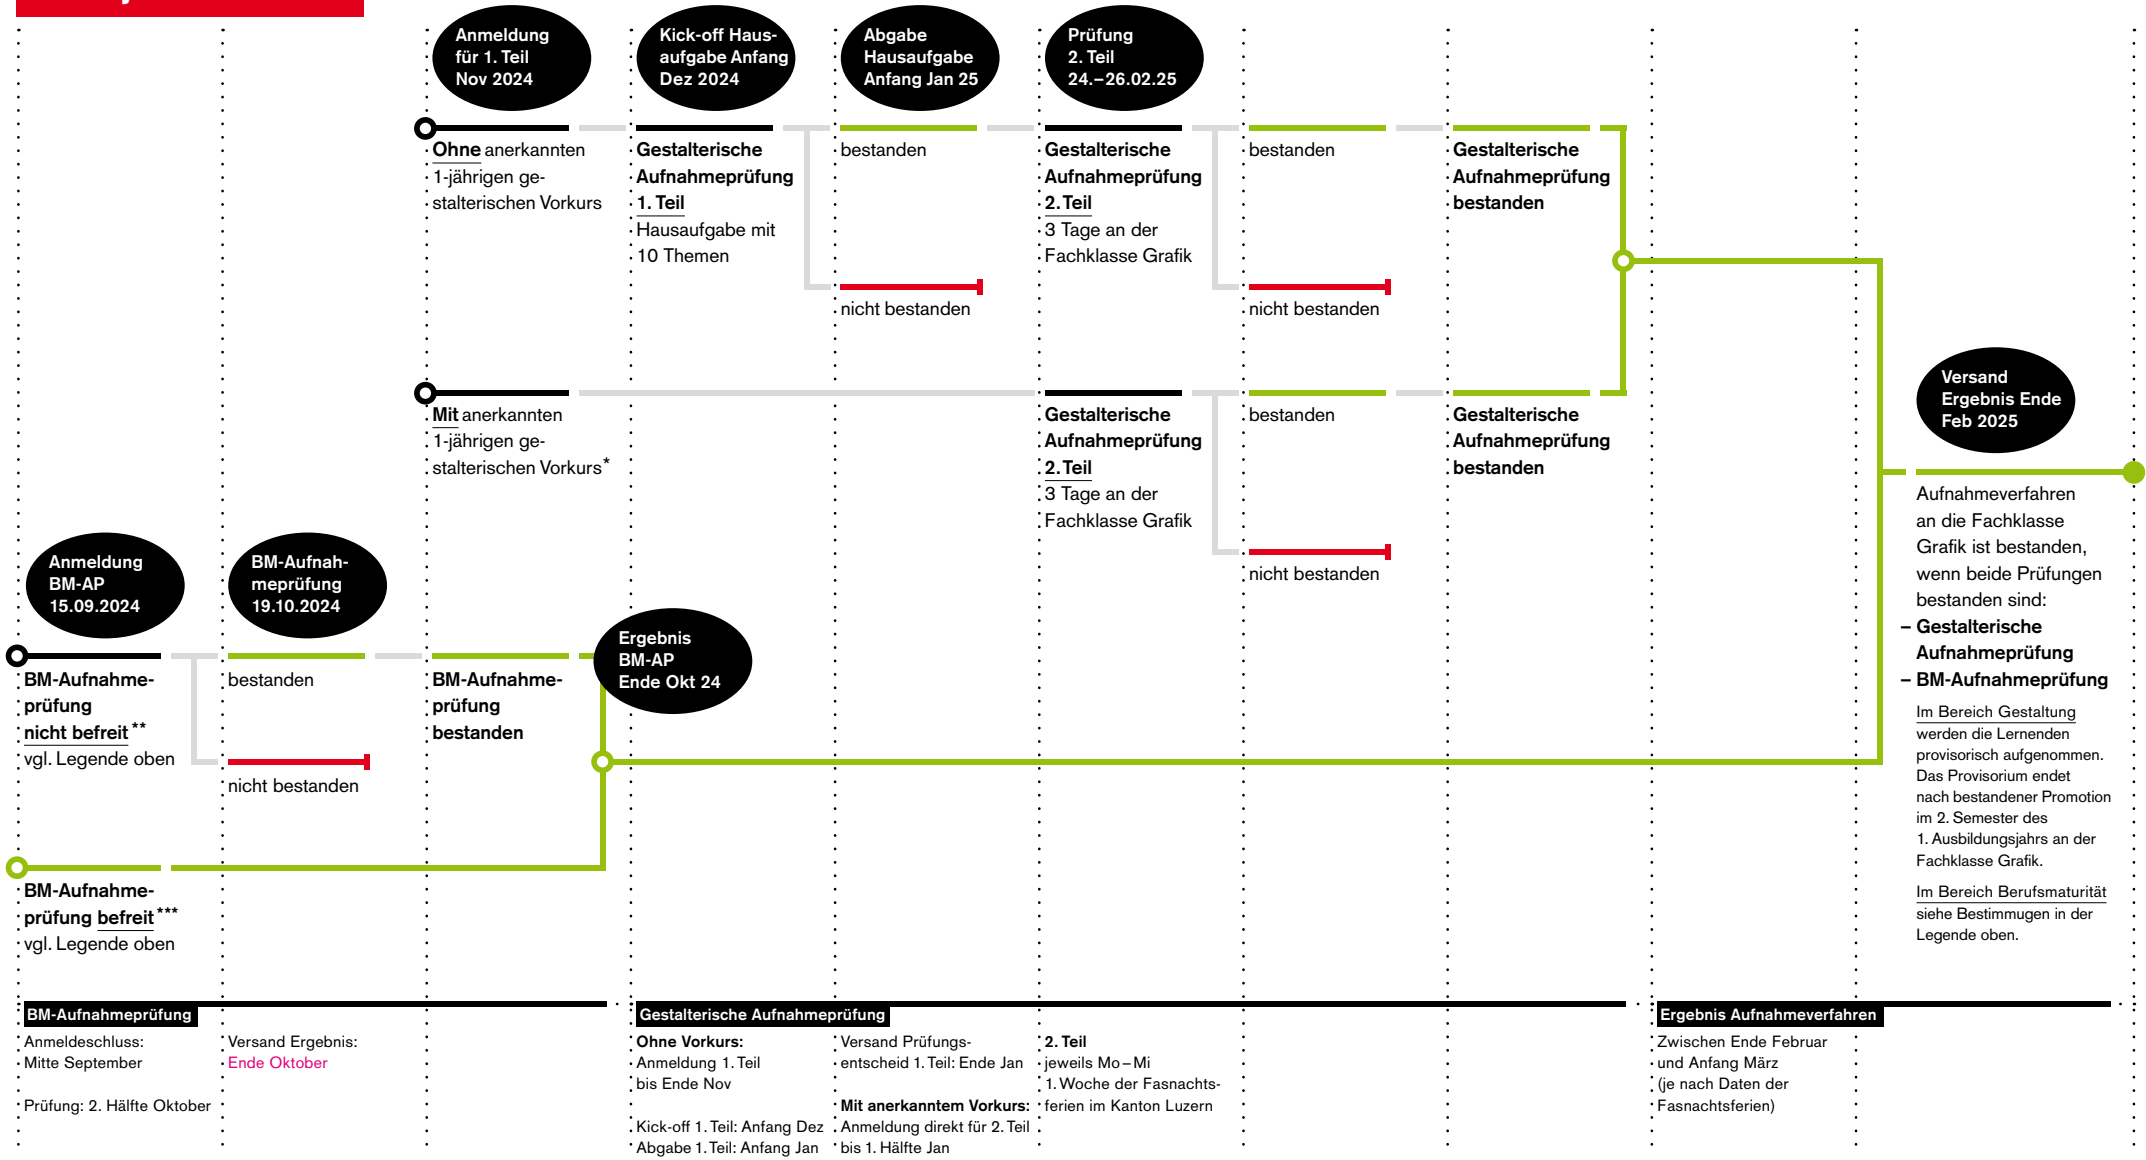 Anmeldung
für 1. Teil
Nov 2024
Kick-off Haus-
aufgabe Anfang
Dez 2024
Abgabe
Hausaufgabe
Anfang Jan 25
Prüfung
2. Teil
24.–26.02.25
Ohne anerkannten
1-jährigen ge-
stalterischen Vorkurs
Gestalterische
Aufnahmeprüfung
1. Teil
Hausaufgabe mit
10 Themen
bestanden
nicht bestanden
Gestalterische
Aufnahmeprüfung
2. Teil
3 Tage an der
Fachklasse Grafik
bestanden
nicht bestanden
Gestalterische
Aufnahmeprüfung
bestanden
Mit anerkannten
1-jährigen ge-
stalterischen Vorkurs*
Gestalterische
Aufnahmeprüfung
2. Teil
3 Tage an der
Fachklasse Grafik
bestanden
nicht bestanden
Gestalterische
Aufnahmeprüfung
bestanden
Versand
Ergebnis Ende
Feb 2025
Aufnahmeverfahren
an die Fachklasse
Grafik ist bestanden,
wenn beide Prüfungen
bestanden sind:
– Gestalterische
Aufnahmeprüfung
– BM-Aufnahmeprüfung
Im Bereich Gestaltung
werden die Lernenden
provisorisch aufgenommen.
Das Provisorium endet
nach bestandener Promotion
im 2. Semester des
1. Ausbildungsjahrs an der
Fachklasse Grafik.
Im Bereich Berufsmaturität
siehe Bestimmugen in der
Legende oben.
Anmeldung
BM-AP
15.09.2024
BM-Aufnah-
meprüfung
19.10.2024
Ergebnis
BM-AP
Ende Okt 24
BM-Aufnahme-
prüfung
nicht befreit**
vgl. Legende oben
bestanden
nicht bestanden
BM-Aufnahme-
prüfung
bestanden
BM-Aufnahme-
prüfung befreit***
vgl. Legende oben
BM-Aufnahmeprüfung
Anmeldeschluss:
Mitte September
Prüfung: 2. Hälfte Oktober
Versand Ergebnis:
Ende Oktober
Gestalterische Aufnahmeprüfung
Ohne Vorkurs:
Anmeldung 1. Teil
bis Ende Nov
Kick-off 1. Teil: Anfang Dez
Abgabe 1. Teil: Anfang Jan
Versand Prüfungs-
entscheid 1. Teil: Ende Jan
Mit anerkanntem Vorkurs:
Anmeldung direkt für 2. Teil
bis 1. Hälfte Jan
2. Teil
jeweils Mo–Mi
1. Woche der Fasnachts-
ferien im Kanton Luzern
Ergebnis Aufnahmeverfahren
Zwischen Ende Februar
und Anfang März
(je nach Daten der
Fasnachtsferien)